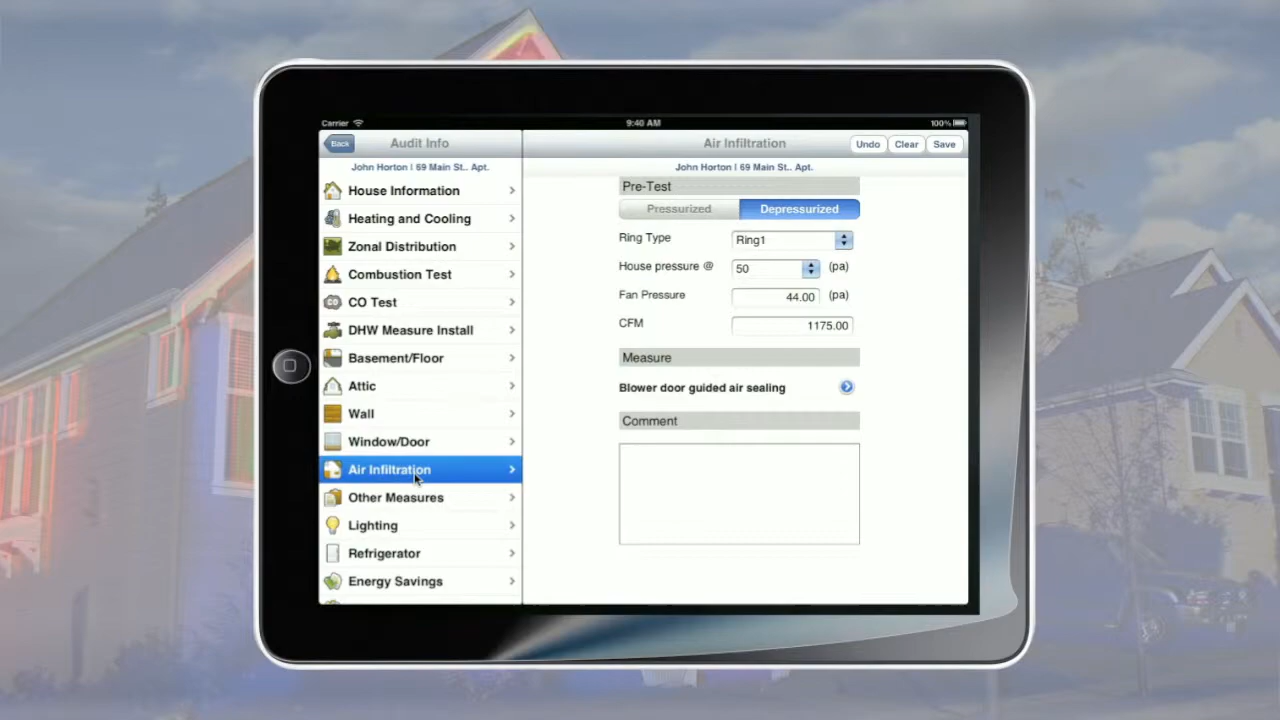 Carrier 9:40 AM 100%
Back Audit Info
John Horton | 69 Main St.. Apt.
House Information
Heating and Cooling
Zonal Distribution
Combustion Test
CO Test
DHW Measure Install
Basement/Floor
Attic
Wall
Window/Door
Air Infiltration
Other Measures
Lighting
Refrigerator
Energy Savings
Air Infiltration Undo Clear Save
John Horton | 69 Main St.. Apt.
Pre-Test
Pressurized Depressurized
Ring Type Ring1
House pressure @ 50 (pa)
Fan Pressure 44.00 (pa)
CFM 1175.00
Measure
Blower door guided air sealing
Comment